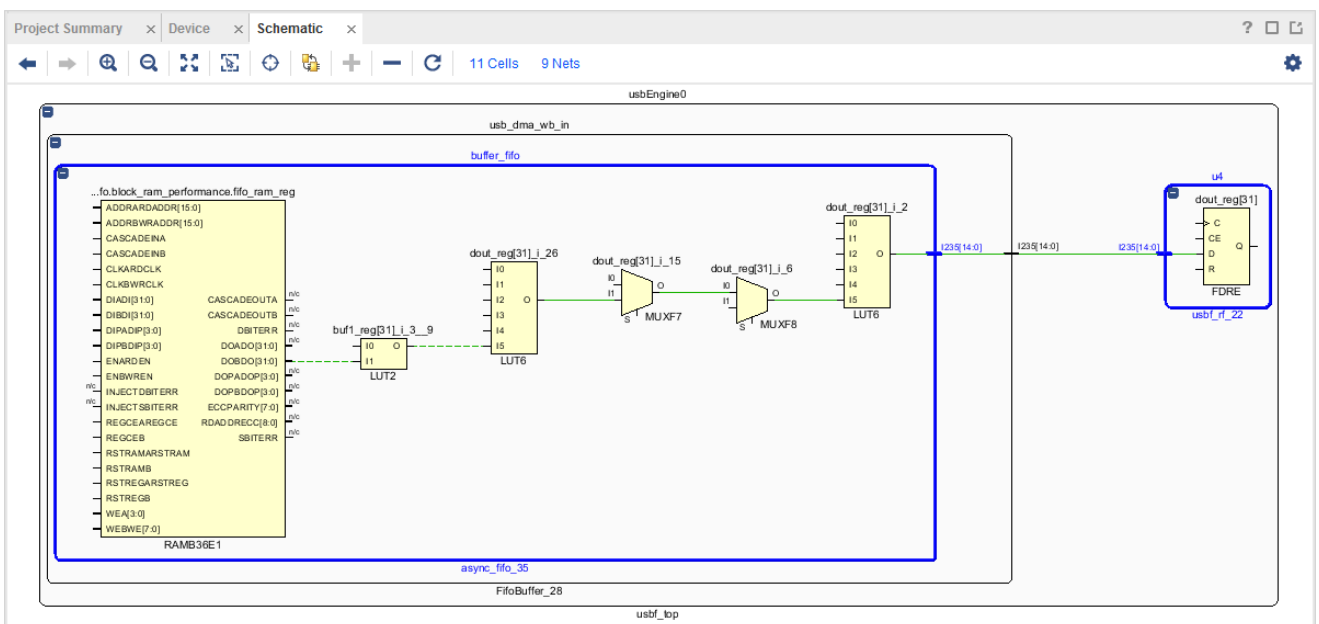 Project Summary × Device × Schematic ×
?
11 Cells 9 Nets
usbEngine0
usb_dma_wb_in
buffer_fifo
...fo.block_ram_performance.fifo_ram_reg
ADDRARDADDR[15:0]
ADDRBWRADDR[15:0]
CASCADEINA
CASCADEINB
CLKARDCLK
CLKBWRCLK
DIADI[31:0]
DIBDI[31:0]
DIPADIP[3:0]
DIPBDIP[3:0]
ENARDEN
ENBWREN
n/c INJECTDBITERR
n/c INJECTSBITERR
REGCEAREGCE
REGCEB
RSTRAMARSTRAM
RSTRAMB
RSTREGARSTREG
RSTREGB
WEA[3:0]
WEBWE[7:0]
CASCADEOUTA n/c
CASCADEOUTB n/c
DBITERR n/c
DOADO[31:0] n/c
DOBDO[31:0]
DOPADOP[3:0] n/c
DOPBDOP[3:0] n/c
ECCPARITY[7:0] n/c
RDADDRECC[8:0] n/c
SBITERR n/c
RAMB36E1
buf1_reg[31]_i_3__9
I0 O
I1
LUT2
dout_reg[31]_i_26
I0
I1
I2 O
I3
I4
I5
LUT6
dout_reg[31]_i_15
I0
I1 O
S
MUXF7
dout_reg[31]_i_6
I0
I1 O
S
MUXF8
dout_reg[31]_i_2
I0
I1
I2 O
I3
I4
I5
LUT6
I235[14:0]
I235[14:0]
I235[14:0]
u4
dout_reg[31]
C
CE
D Q
R
FDRE
usbf_rf_22
async_fifo_35
FifoBuffer_28
usbf_top